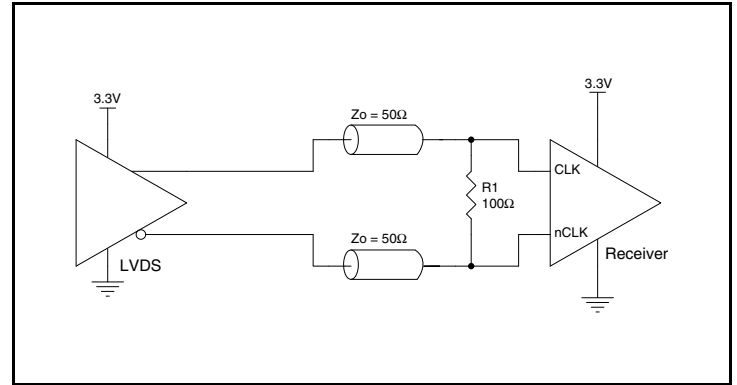 3.3V
3.3V
Zo = 50Ω
CLK
R1
100Ω
Zo = 50Ω
nCLK
Receiver
LVDS